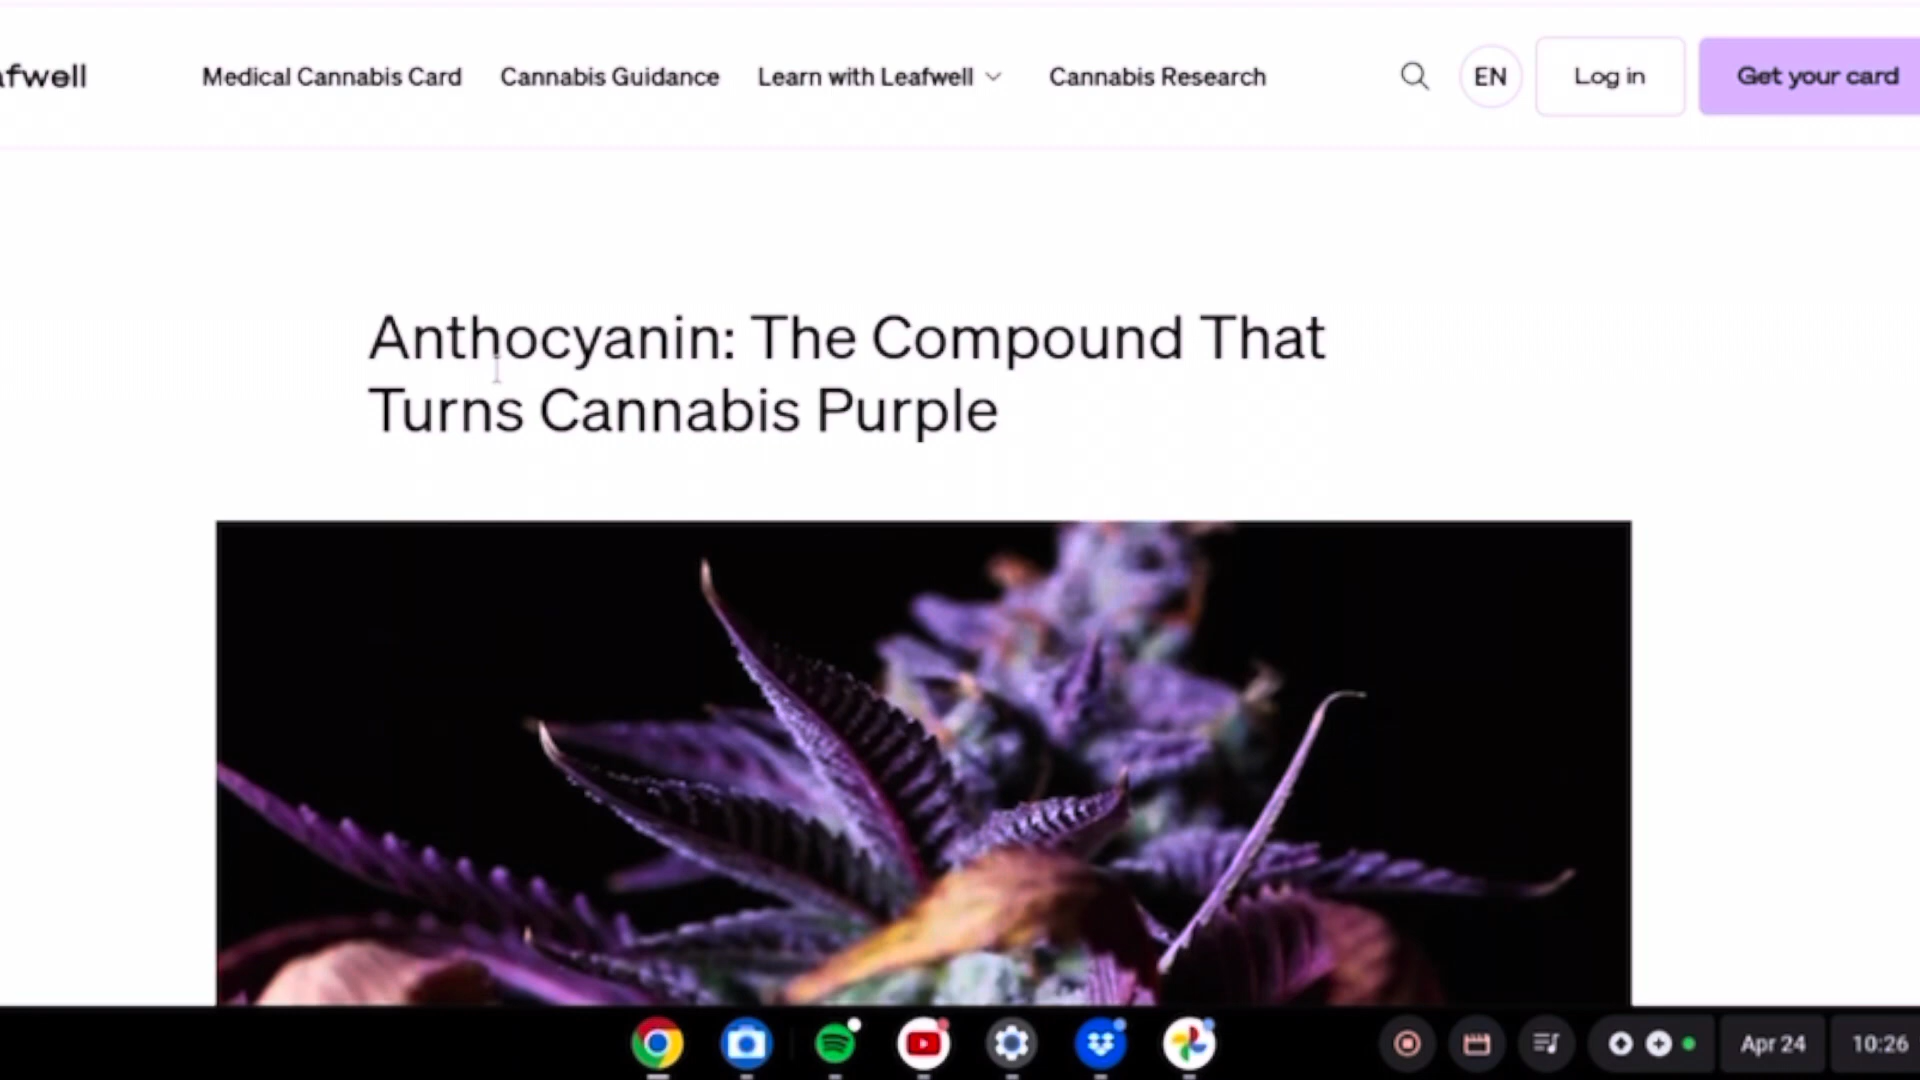 afwell
Medical Cannabis Card Cannabis Guidance Learn with Leafwell Cannabis Research EN Log in Get your card
Anthocyanin: The Compound That
Turns Cannabis Purple
Apr 24 10:26